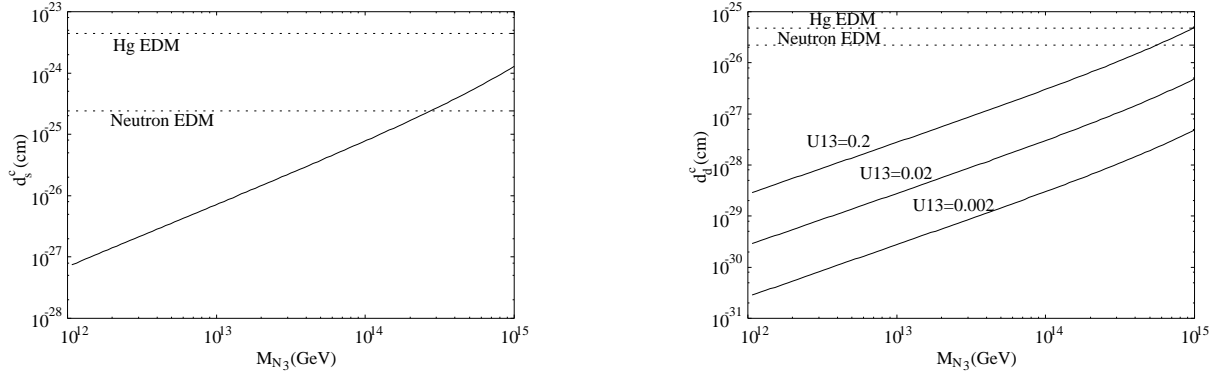 10^-23
Hg EDM
10^-24
Neutron EDM
10^-25
10^-26
10^-27
10^-28
d_s^c (cm)
10^12 10^13 10^14 10^15
M_N_3 (GeV)
10^-25
Hg EDM
Neutron EDM
10^-26
10^-27
U13=0.2
10^-28
U13=0.02
10^-29
U13=0.002
10^-30
10^-31
d_d^c (cm)
10^12 10^13 10^14 10^15
M_N_3 (GeV)